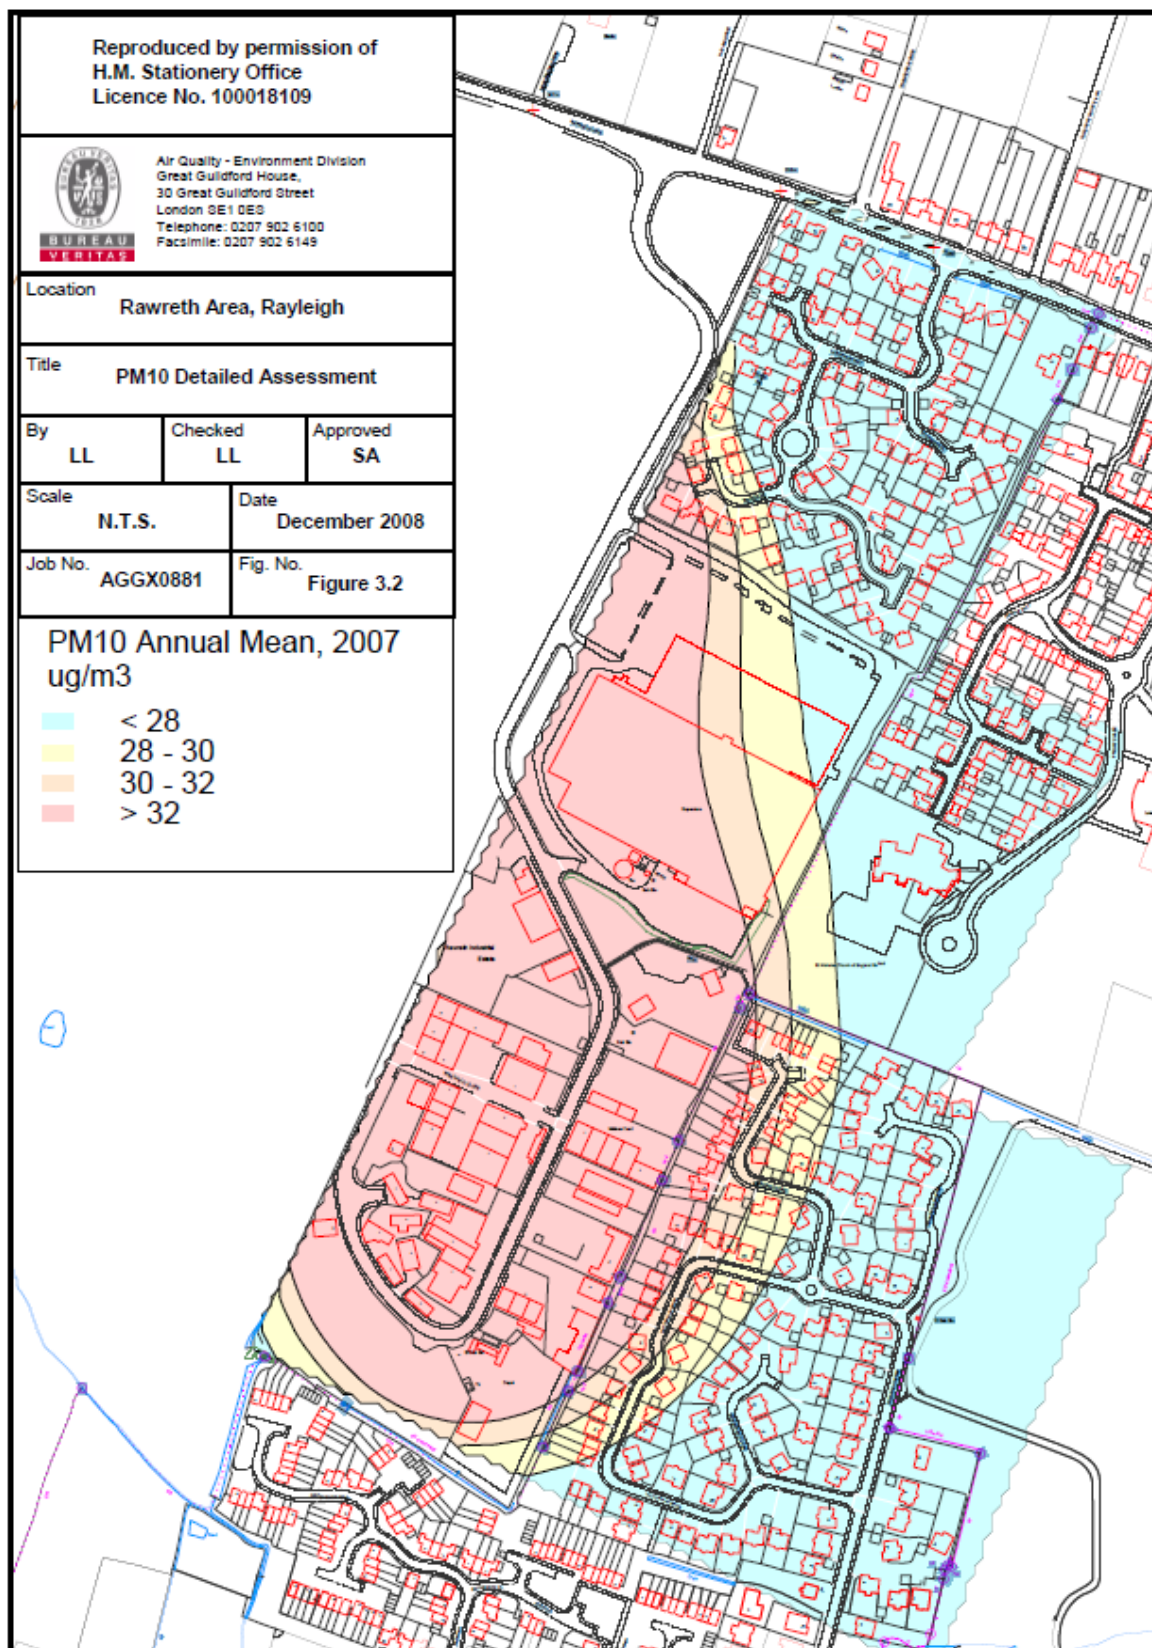 Reproduced by permission of
H.M. Stationery Office
Licence No. 100018109
Air Quality - Environment Division
Great Guildford House,
30 Great Guildford Street
London SE1 0ES
Telephone: 0207 902 6100
Facsimile: 0207 902 6149
BUREAU
VERITAS
Location
Rawreth Area, Rayleigh
Title
PM10 Detailed Assessment
By
LL
Checked
LL
Approved
SA
Scale
N.T.S.
Date
December 2008
Job No.
AGGX0881
Fig. No.
Figure 3.2
PM10 Annual Mean, 2007
ug/m3
< 28
28 - 30
30 - 32
> 32